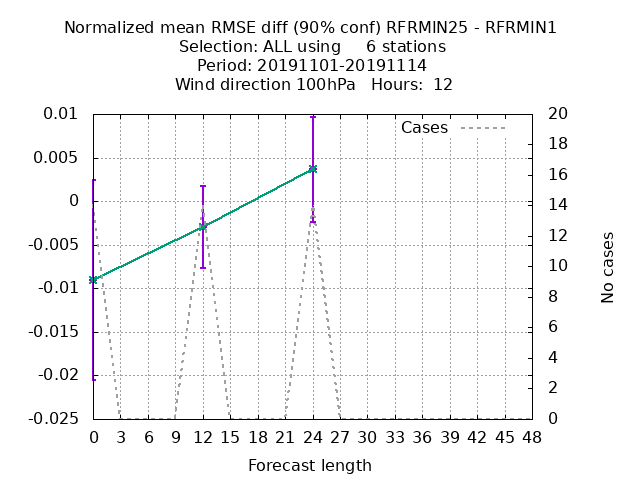 Normalized mean RMSE diff (90% conf) RFRMIN25 - RFRMIN1
Selection: ALL using     6 stations
Period: 20191101-20191114
Wind direction 100hPa   Hours:  12
0.01
0.005
0
-0.005
-0.01
-0.015
-0.02
-0.025
20
18
16
14
12
10
8
6
4
2
0
Cases
No cases
0 3 6 9 12 15 18 21 24 27 30 33 36 39 42 45 48
Forecast length